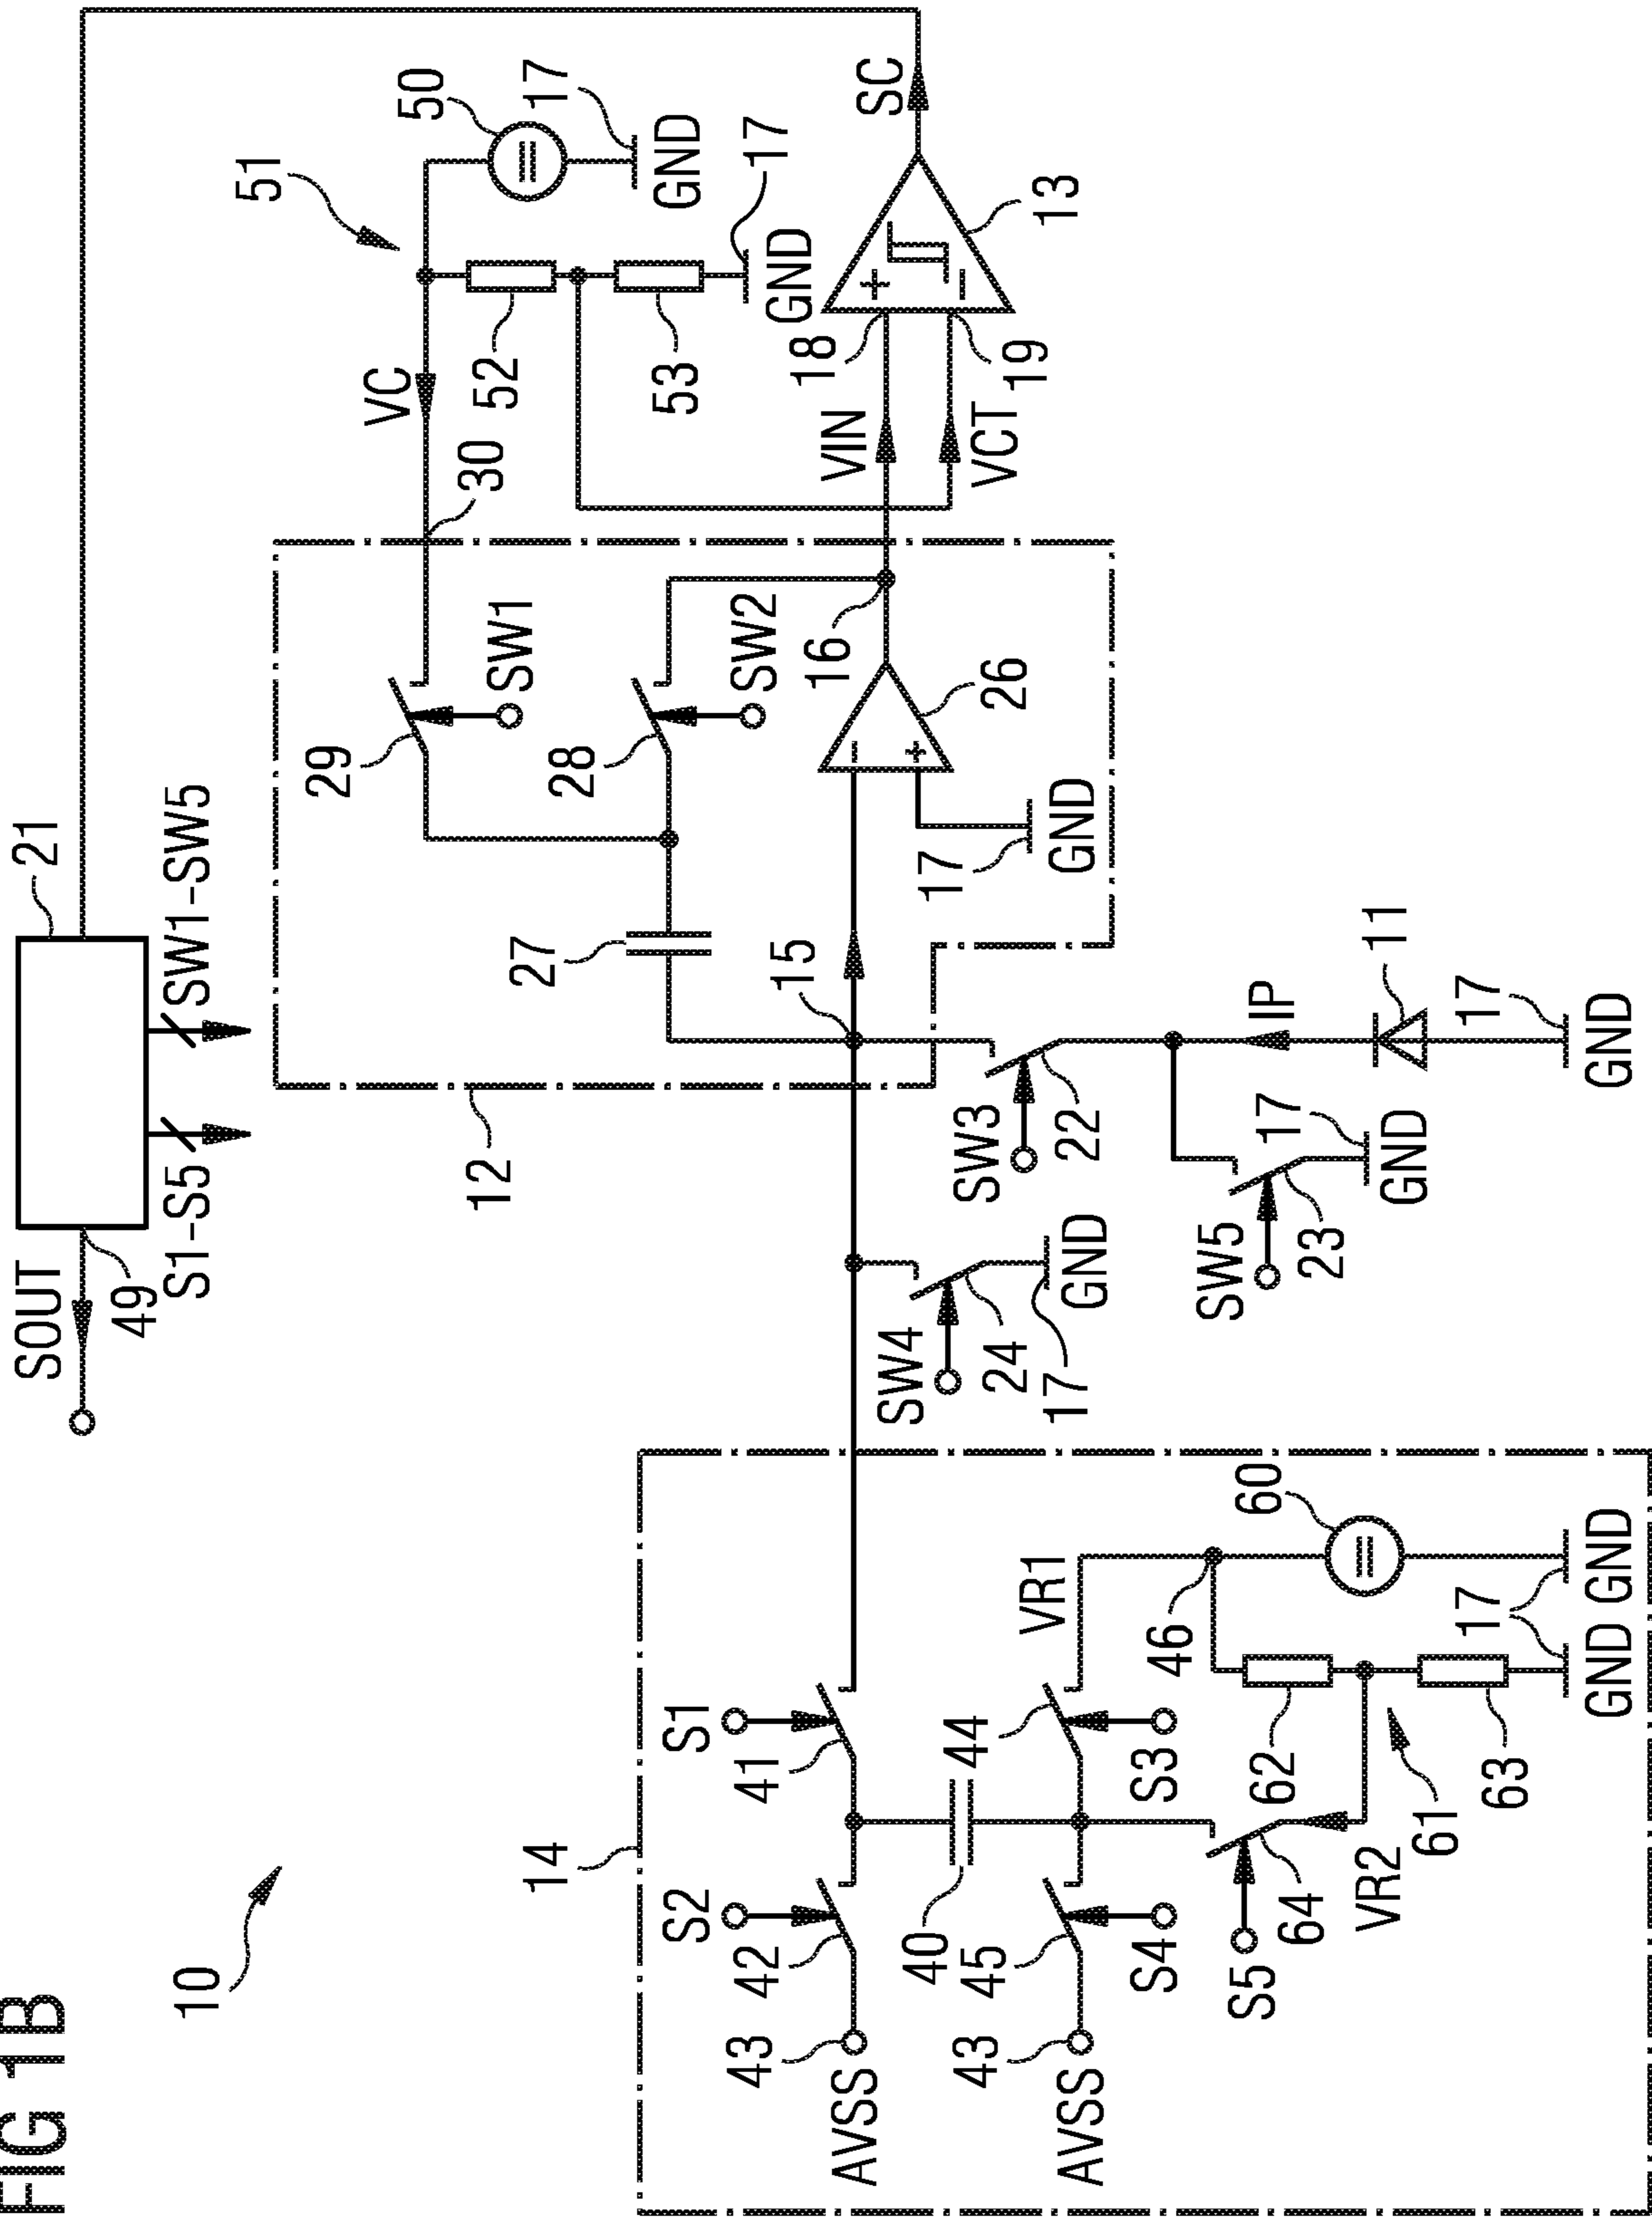 FIG 1B
10
SOUT
49
21
S1-S5
SW1-SW5
51
50
17
GND
VC
52
53
17
GND
30
SC
13
18
19
VIN
VCT
12
29
SW1
28
SW2
27
15
16
26
17
GND
SW3
22
IP
11
17
GND
SW5
23
17
GND
SW4
24
17
GND
14
S1
41
S2
42
43
AVSS
40
44
S3
45
S4
43
AVSS
VR1
46
60
GND
17
GND
62
63
61
VR2
64
S5